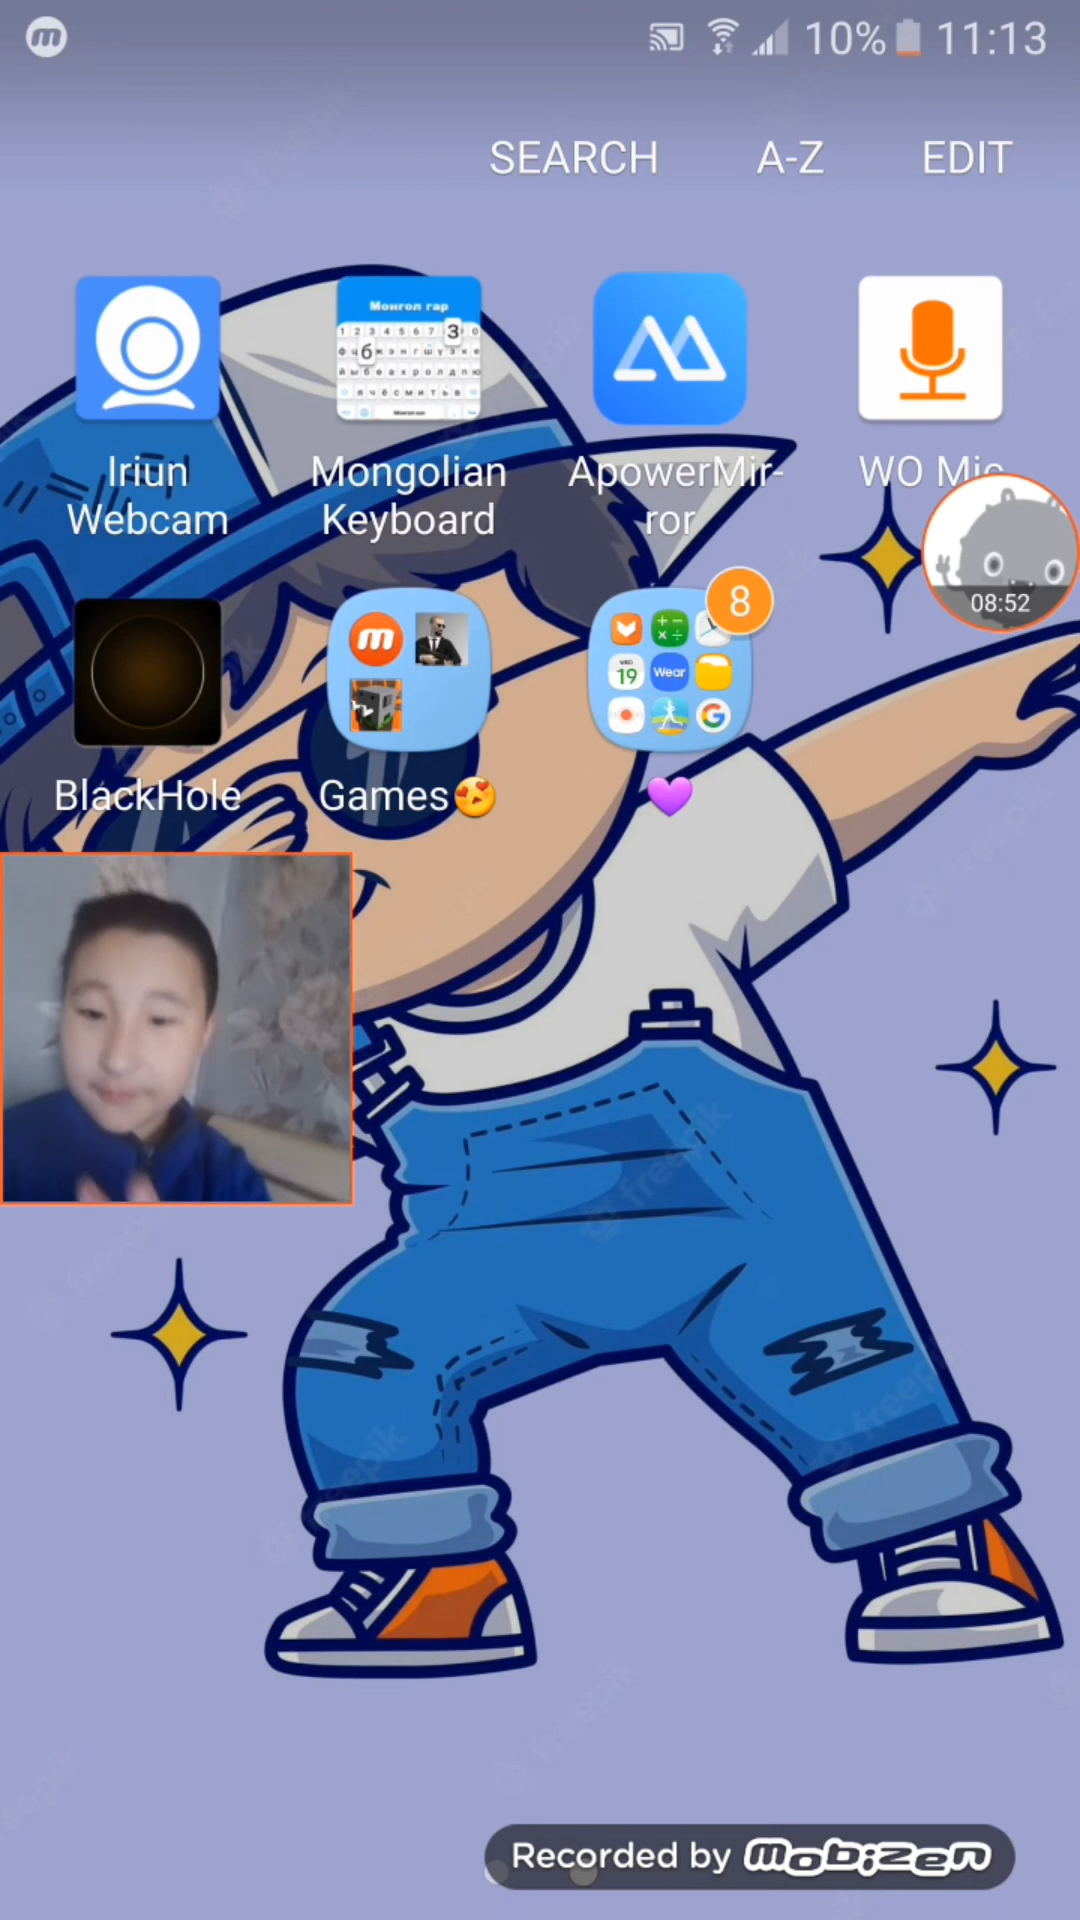 10% 11:13
SEARCH A-Z EDIT
Монгол гар
Iriun Webcam
Mongolian Keyboard
ApowerMir-
ror
WO Mic
08:52
8
WED
19
Wear
BlackHole
Games😍
💜
Recorded by mobizen